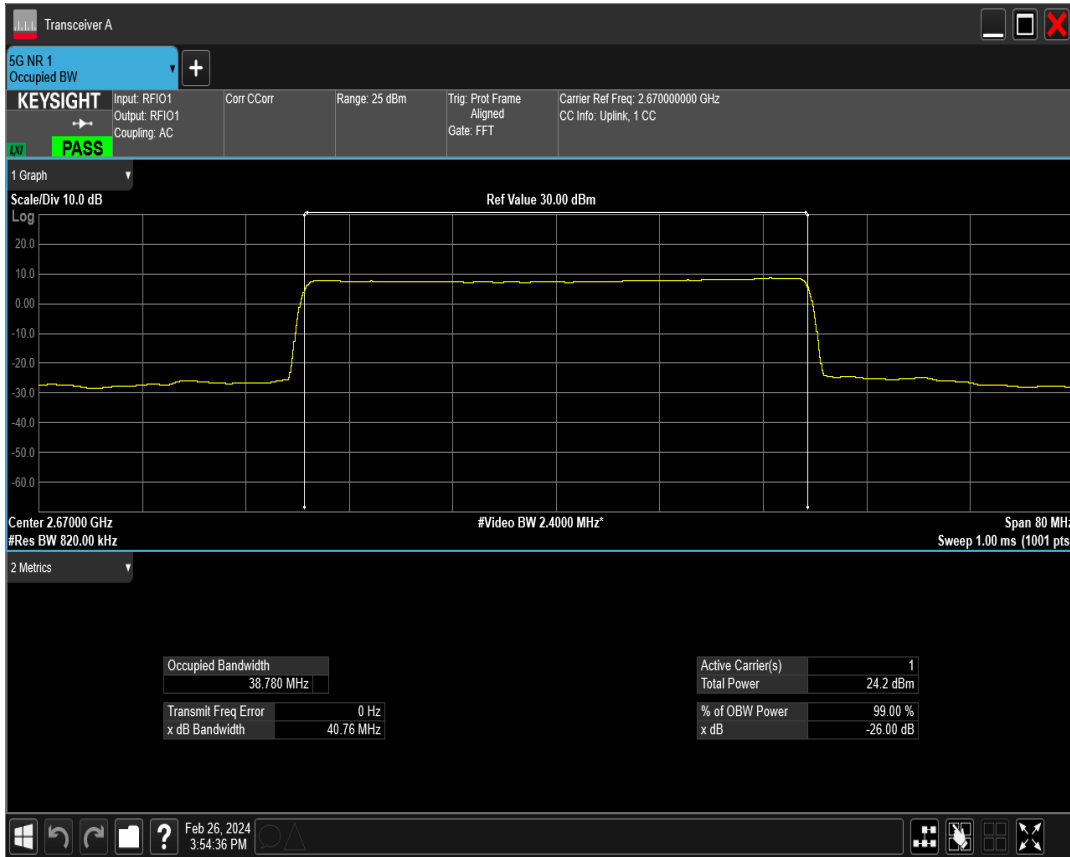 Transceiver A
5G NR 1
Occupied BW
KEYSIGHT
LXI
PASS
Input: RFIO1
Output: RFIO1
Coupling: AC
Corr CCorr
Range: 25 dBm
Trig: Prot Frame
Aligned
Gate: FFT
Carrier Ref Freq: 2.670000000 GHz
CC Info: Uplink, 1 CC
1 Graph
Scale/Div 10.0 dB
Ref Value 30.00 dBm
Log
20.0
10.0
0.00
-10.0
-20.0
-30.0
-40.0
-50.0
-60.0
Center 2.67000 GHz
#Video BW 2.4000 MHz*
Span 80 MHz
#Res BW 820.00 kHz
Sweep 1.00 ms (1001 pts
2 Metrics
Occupied Bandwidth
38.780 MHz
Transmit Freq Error 0 Hz
x dB Bandwidth 40.76 MHz
Active Carrier(s) 1
Total Power 24.2 dBm
% of OBW Power 99.00 %
x dB -26.00 dB
?
Feb 26, 2024
3:54:36 PM